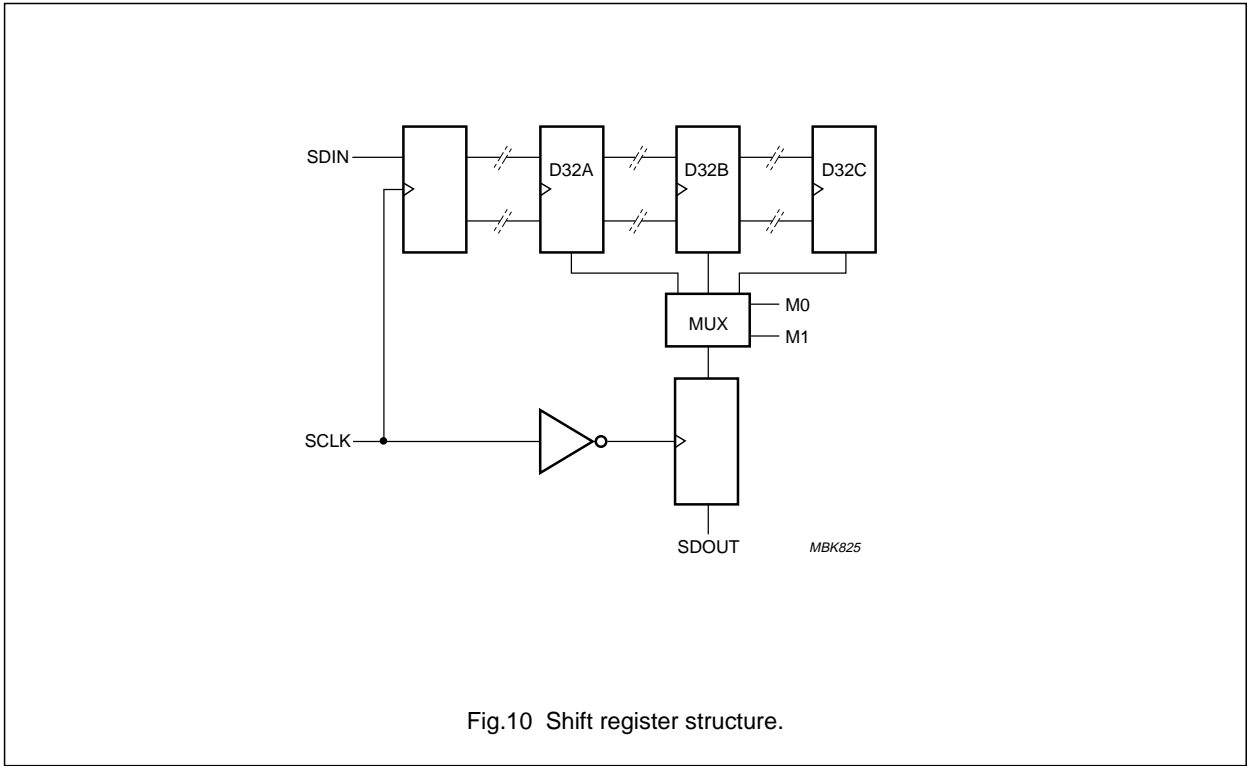 SDIN
D32A
D32B
D32C
M0
MUX
M1
SCLK
SDOUT
MBK825
Fig.10 Shift register structure.